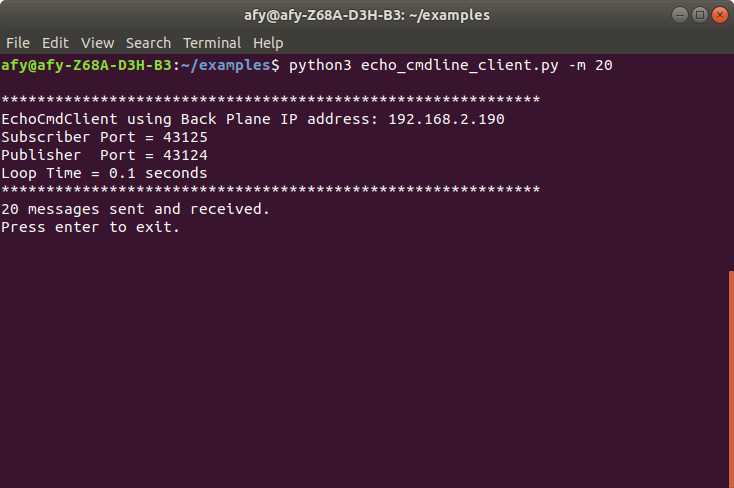 afy@afy-Z68A-D3H-B3: ~/examples
File Edit View Search Terminal Help
afy@afy-Z68A-D3H-B3:~/examples$ python3 echo_cmdline_client.py -m 20
************************************************************
EchoCmdClient using Back Plane IP address: 192.168.2.190
Subscriber Port = 43125
Publisher  Port = 43124
Loop Time = 0.1 seconds
************************************************************
20 messages sent and received.
Press enter to exit.